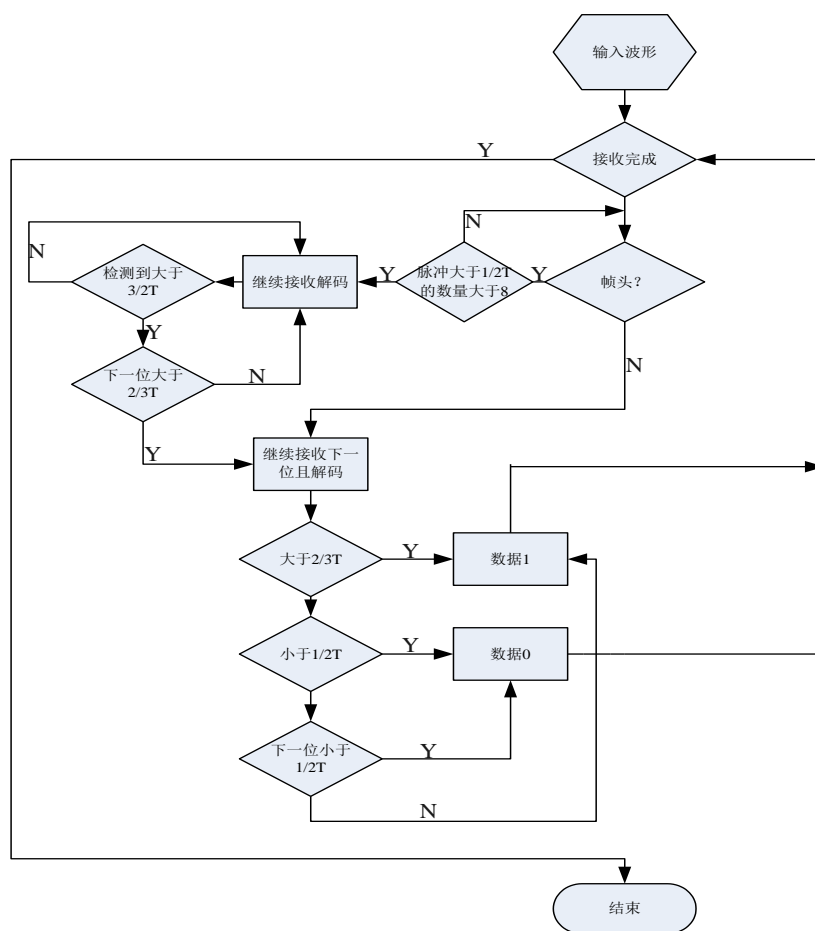 输入波形
Y
接收完成
N
N
检测到大于
3/2T
继续接收解码
Y
脉冲大于1/2T
的数量大于8
Y
帧头?
Y
N
下一位大于
2/3T
N
Y
继续接收下一
位且解码
大于2/3T
Y
数据1
小于1/2T
Y
数据0
下一位小于
1/2T
Y
N
结束